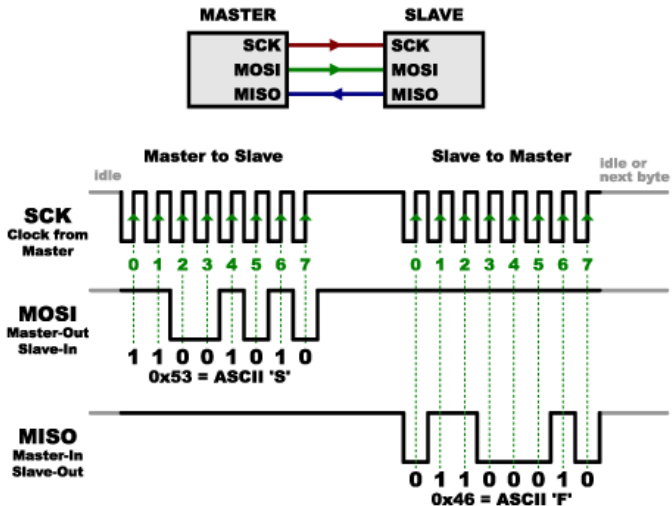 MASTER SLAVE
SCK SCK
MOSI MOSI
MISO MISO
Master to Slave Slave to Master
idle idle or
next byte
SCK
Clock from
Master
0 1 2 3 4 5 6 7 0 1 2 3 4 5 6 7
MOSI
Master-Out
Slave-In
1 1 0 0 1 0 1 0
0x53 = ASCII 'S'
MISO
Master-In
Slave-Out
0 1 1 0 0 0 1 0
0x46 = ASCII 'F'